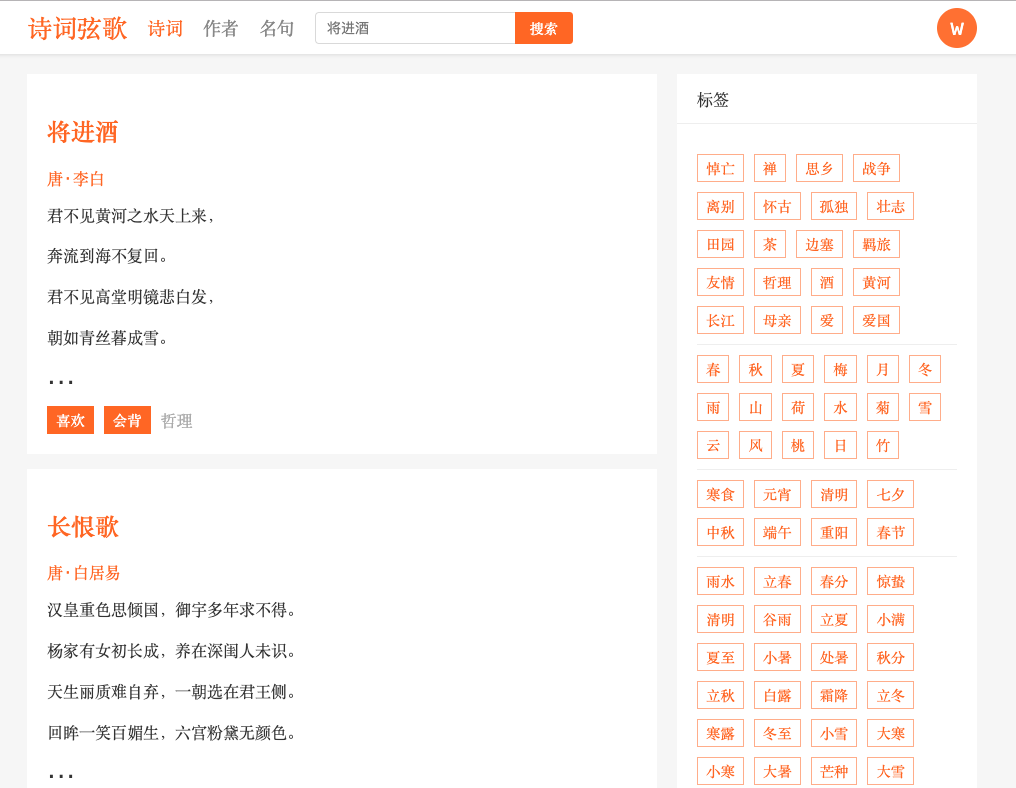 诗词弦歌 诗词 作者 名句 将进酒 搜索 W
将进酒
唐·李白
君不见黄河之水天上来，
奔流到海不复回。
君不见高堂明镜悲白发，
朝如青丝暮成雪。
...
喜欢 会背 哲理
长恨歌
唐·白居易
汉皇重色思倾国，御宇多年求不得。
杨家有女初长成，养在深闺人未识。
天生丽质难自弃，一朝选在君王侧。
回眸一笑百媚生，六宫粉黛无颜色。
...
标签
悼亡 禅 思乡 战争
离别 怀古 孤独 壮志
田园 茶 边塞 羁旅
友情 哲理 酒 黄河
长江 母亲 爱 爱国
春 秋 夏 梅 月 冬
雨 山 荷 水 菊 雪
云 风 桃 日 竹
寒食 元宵 清明 七夕
中秋 端午 重阳 春节
雨水 立春 春分 惊蛰
清明 谷雨 立夏 小满
夏至 小暑 处暑 秋分
立秋 白露 霜降 立冬
寒露 冬至 小雪 大寒
小寒 大暑 芒种 大雪